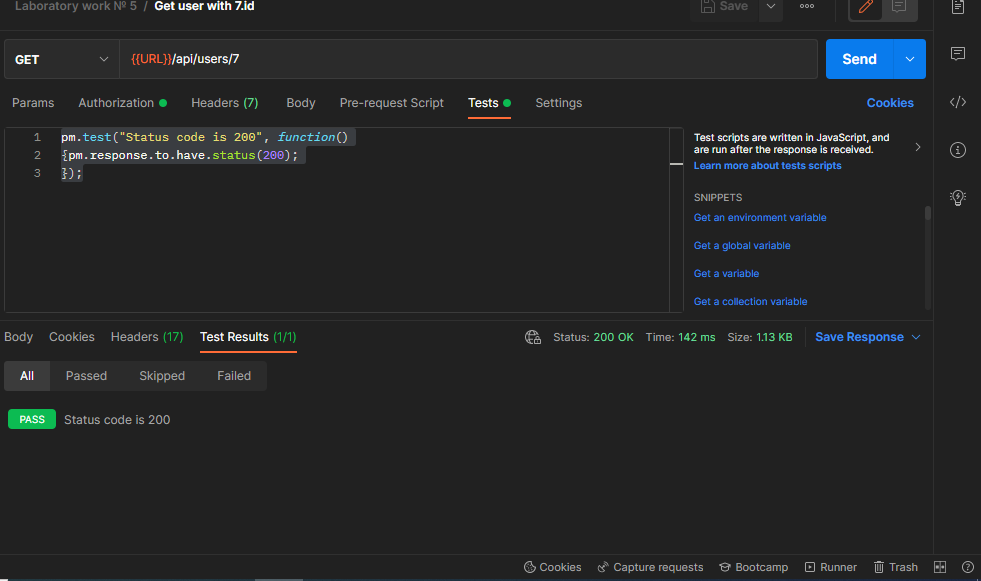 Laboratory work № 5 / Get user with 7.id
Save
GET
{{URL}}/api/users/7
Send
Params Authorization Headers (7) Body Pre-request Script Tests Settings Cookies
1 pm.test("Status code is 200", function()
2 {pm.response.to.have.status(200);
3 });
Test scripts are written in JavaScript, and
are run after the response is received.
Learn more about tests scripts
SNIPPETS
Get an environment variable
Get a global variable
Get a variable
Get a collection variable
Body Cookies Headers (17) Test Results (1/1) Status: 200 OK Time: 142 ms Size: 1.13 KB Save Response
All Passed Skipped Failed
PASS Status code is 200
Cookies Capture requests Bootcamp Runner Trash